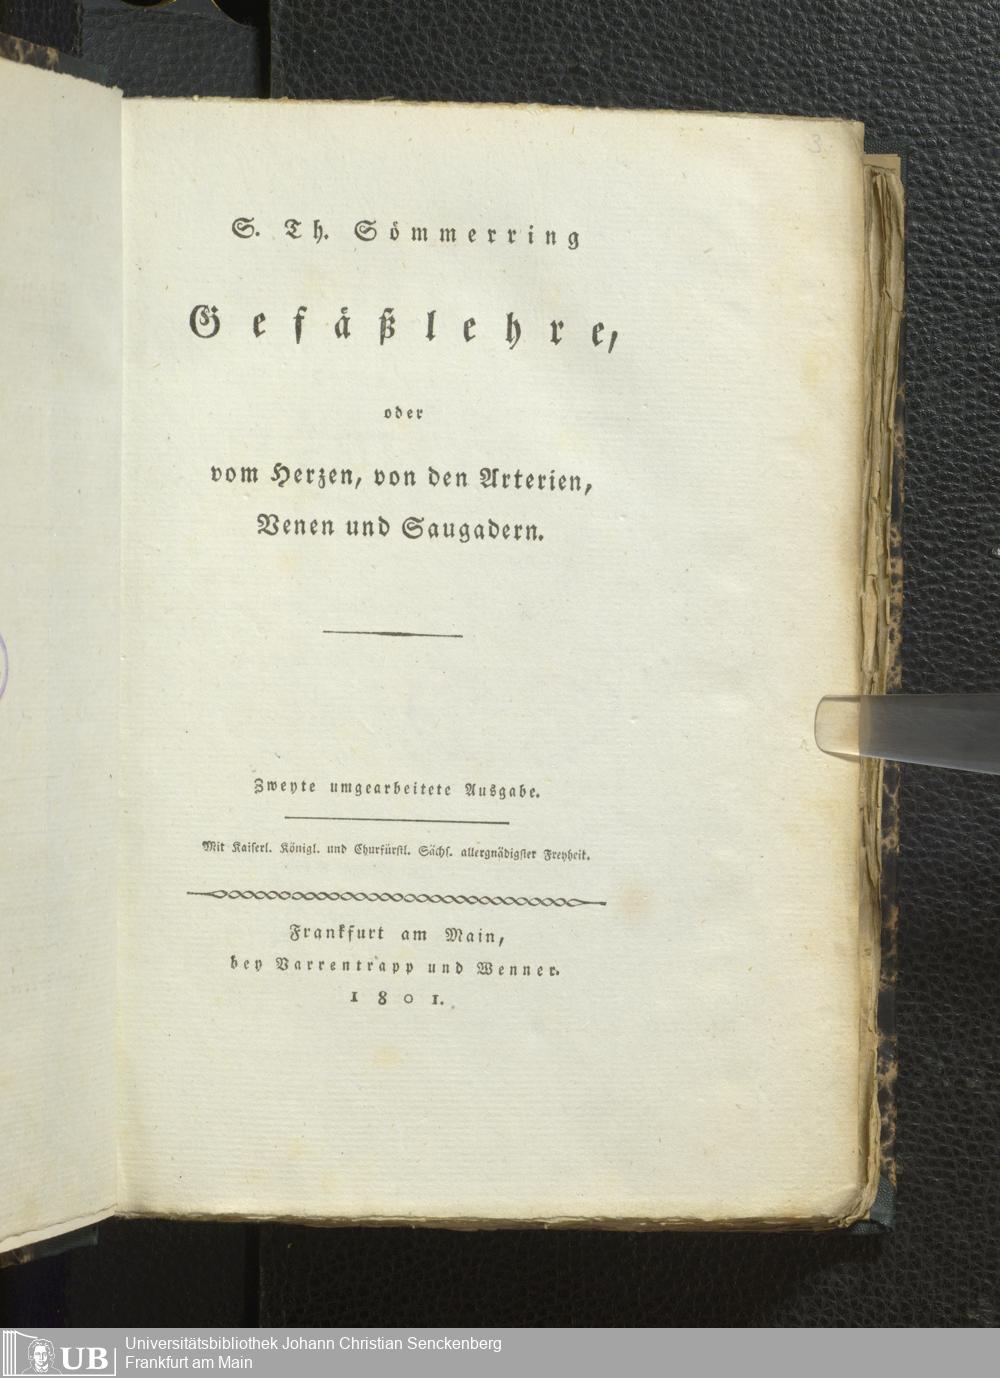 3.
S. Th. Sömmerring
Gefäßlehre,
oder
vom Herzen, von den Arterien,
Venen und Saugadern.
Zweyte umgearbeitete Ausgabe.
Mit Kaiserl. Königl. und Churfürstl. Sächs. allergnädigster Freyheit.
Frankfurt am Main,
bey Varrentrapp und Wenner.
1801.
UB
Universitätsbibliothek Johann Christian Senckenberg
Frankfurt am Main